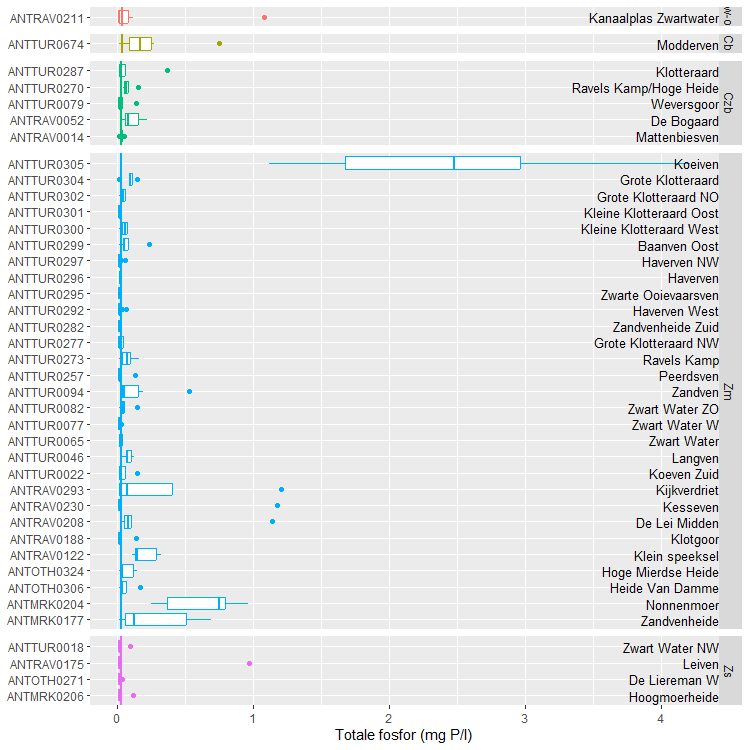 ANTRAV0211 Kanaalplas Zwartwater
ANTTUR0674 Modderven Cb
ANTTUR0287 Klotteraard
ANTTUR0270 Ravels Kamp/Hoge Heide
ANTTUR0079 Weversgoor
ANTRAV0052 De Bogaard
ANTRAV0014 Mattenbiesven
Czb
ANTTUR0305 Koeiven
ANTTUR0304 Grote Klotteraard
ANTTUR0302 Grote Klotteraard NO
ANTTUR0301 Kleine Klotteraard Oost
ANTTUR0300 Kleine Klotteraard West
ANTTUR0299 Baanven Oost
ANTTUR0297 Haverven NW
ANTTUR0296 Haverven
ANTTUR0295 Zwarte Ooievaarsven
ANTTUR0292 Haverven West
ANTTUR0282 Zandvenheide Zuid
ANTTUR0277 Grote Klotteraard NW
ANTTUR0273 Ravels Kamp
ANTTUR0257 Peerdsven
ANTTUR0094 Zandven
ANTTUR0082 Zwart Water ZO
ANTTUR0077 Zwart Water W
ANTTUR0065 Zwart Water
ANTTUR0046 Langven
ANTTUR0022 Koeven Zuid
ANTRAV0293 Kijkverdriet
ANTRAV0230 Kesseven
ANTRAV0208 De Lei Midden
ANTRAV0188 Klotgoor
ANTRAV0122 Klein speeksel
ANTOTH0324 Hoge Mierdse Heide
ANTOTH0306 Heide Van Damme
ANTMRK0204 Nonnenmoer
ANTMRK0177 Zandvenheide
Zm
ANTTUR0018 Zwart Water NW
ANTRAV0175 Leiven
ANTOTH0271 De Liereman W
ANTMRK0206 Hoogmoerheide
Zs
0 1 2 3 4
Totale fosfor (mg P/l)